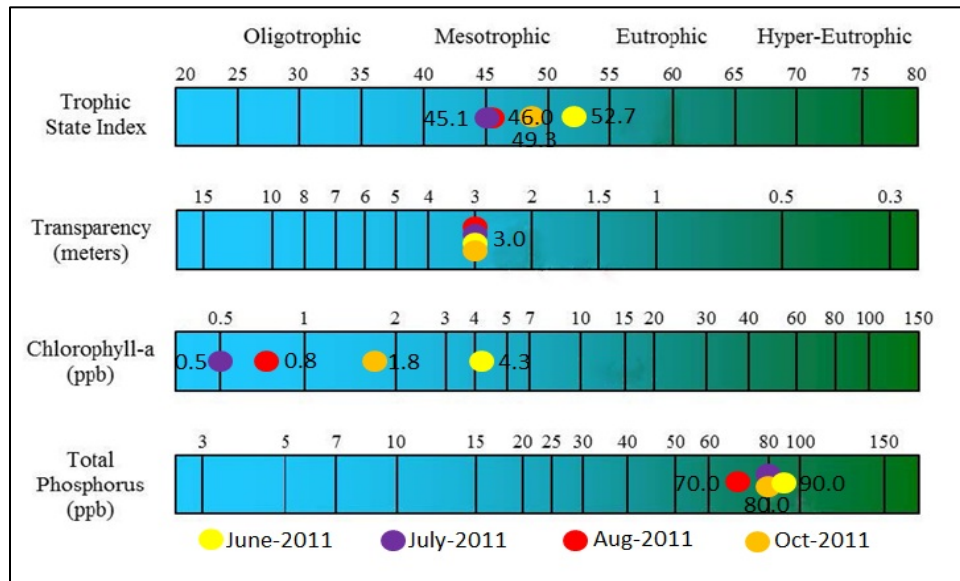 Oligotrophic Mesotrophic Eutrophic Hyper-Eutrophic
20 25 30 35 40 45 50 55 60 65 70 75 80
Trophic
State Index
45.1 46.0 52.7
49.3
15 10 8 7 6 5 4 3 2 1.5 1 0.5 0.3
Transparency
(meters)
3.0
0.5 1 2 3 4 5 7 10 15 20 30 40 60 80 100 150
Chlorophyll-a
(ppb)
0.5 0.8 1.8 4.3
3 5 7 10 15 20 25 30 40 50 60 80 100 150
Total
Phosphorus
(ppb)
70.0 90.0
80.0
June-2011 July-2011 Aug-2011 Oct-2011